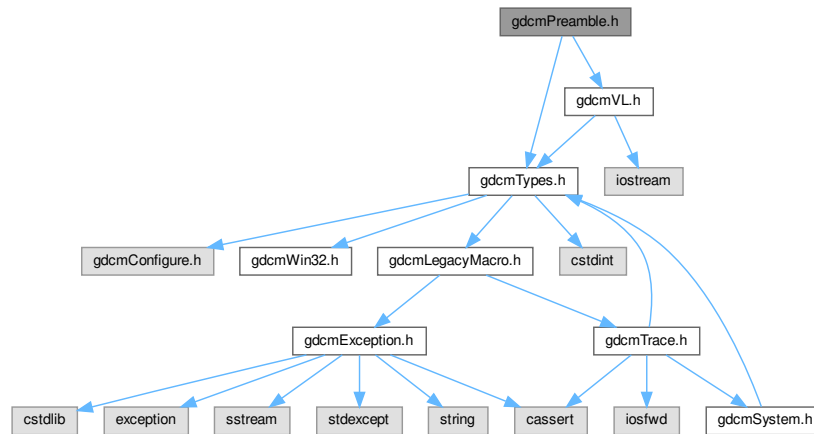 gdcmPreamble.h
gdcmVL.h
gdcmTypes.h
iostream
gdcmConfigure.h
gdcmWin32.h
gdcmLegacyMacro.h
cstdint
gdcmException.h
gdcmTrace.h
cstdlib
exception
sstream
stdexcept
string
cassert
iosfwd
gdcmSystem.h